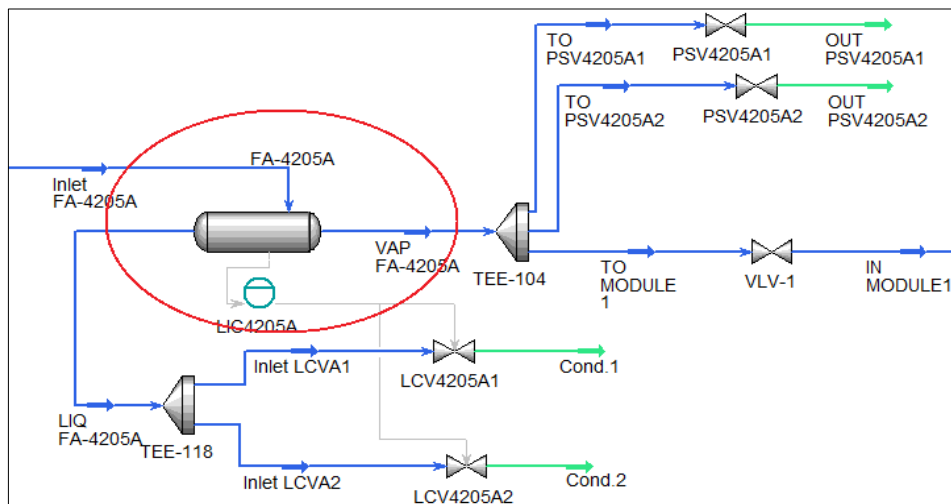 TO
PSV4205A1
PSV4205A1
OUT
PSV4205A1
TO
PSV4205A2
PSV4205A2
OUT
PSV4205A2
FA-4205A
Inlet
FA-4205A
VAP
FA-4205A
TEE-104
TO
MODULE
1
VLV-1
IN
MODULE1
LIC4205A
Inlet LCVA1
LCV4205A1
Cond.1
LIQ
FA-4205A
TEE-118
Inlet LCVA2
LCV4205A2
Cond.2